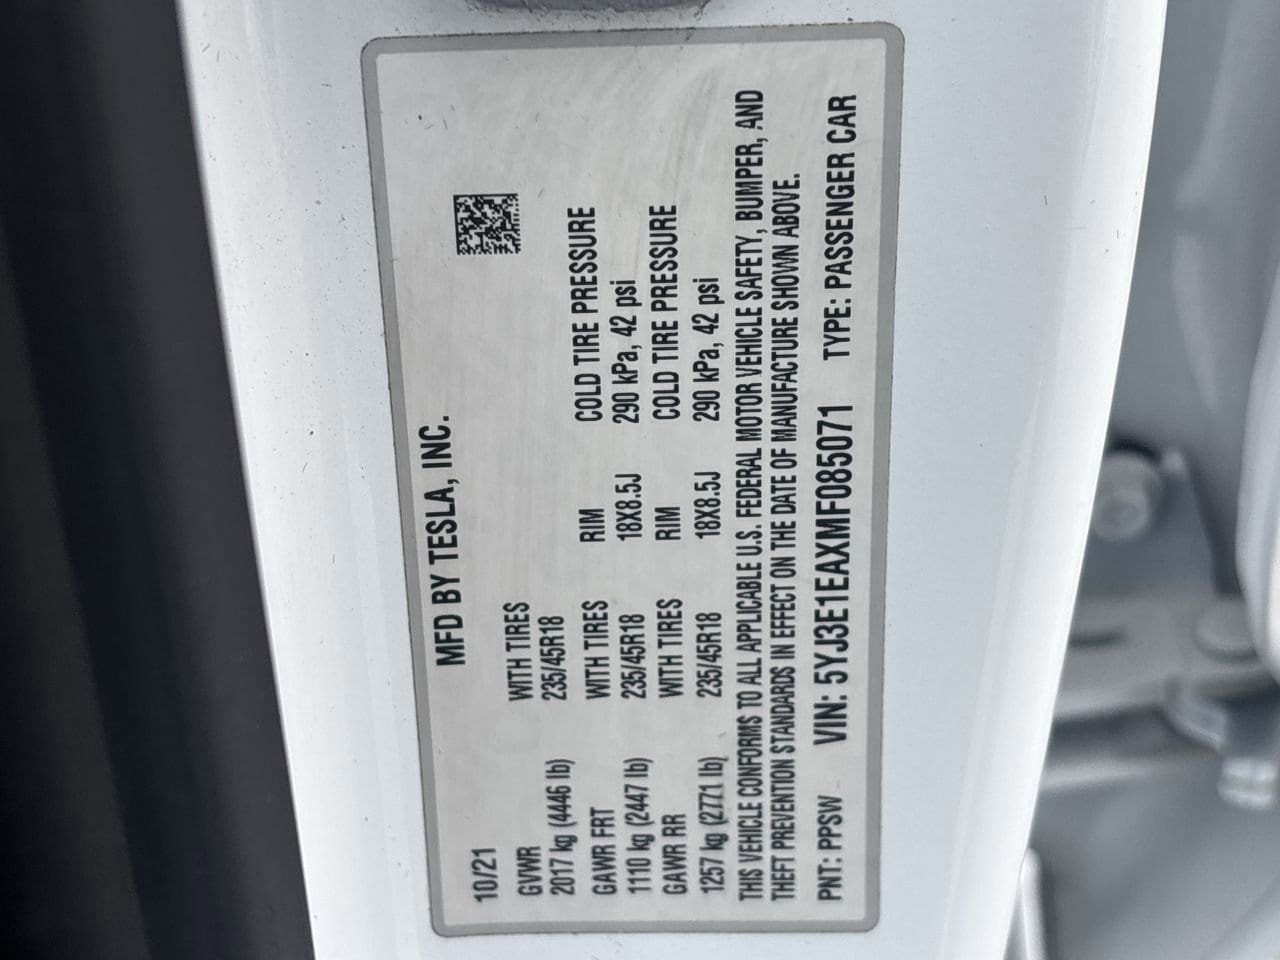 MFD BY TESLA, INC.
10/21
GVWR WITH TIRES
2017 kg (4446 lb) 235/45R18
GAWR FRT WITH TIRES RIM COLD TIRE PRESSURE
1110 kg (2447 lb) 235/45R18 18X8.5J 290 kPa, 42 psi
GAWR RR WITH TIRES RIM COLD TIRE PRESSURE
1257 kg (2771 lb) 235/45R18 18X8.5J 290 kPa, 42 psi
THIS VEHICLE CONFORMS TO ALL APPLICABLE U.S. FEDERAL MOTOR VEHICLE SAFETY, BUMPER, AND
THEFT PREVENTION STANDARDS IN EFFECT ON THE DATE OF MANUFACTURE SHOWN ABOVE.
PNT: PPSW VIN: 5YJ3E1EAXMF085071 TYPE: PASSENGER CAR